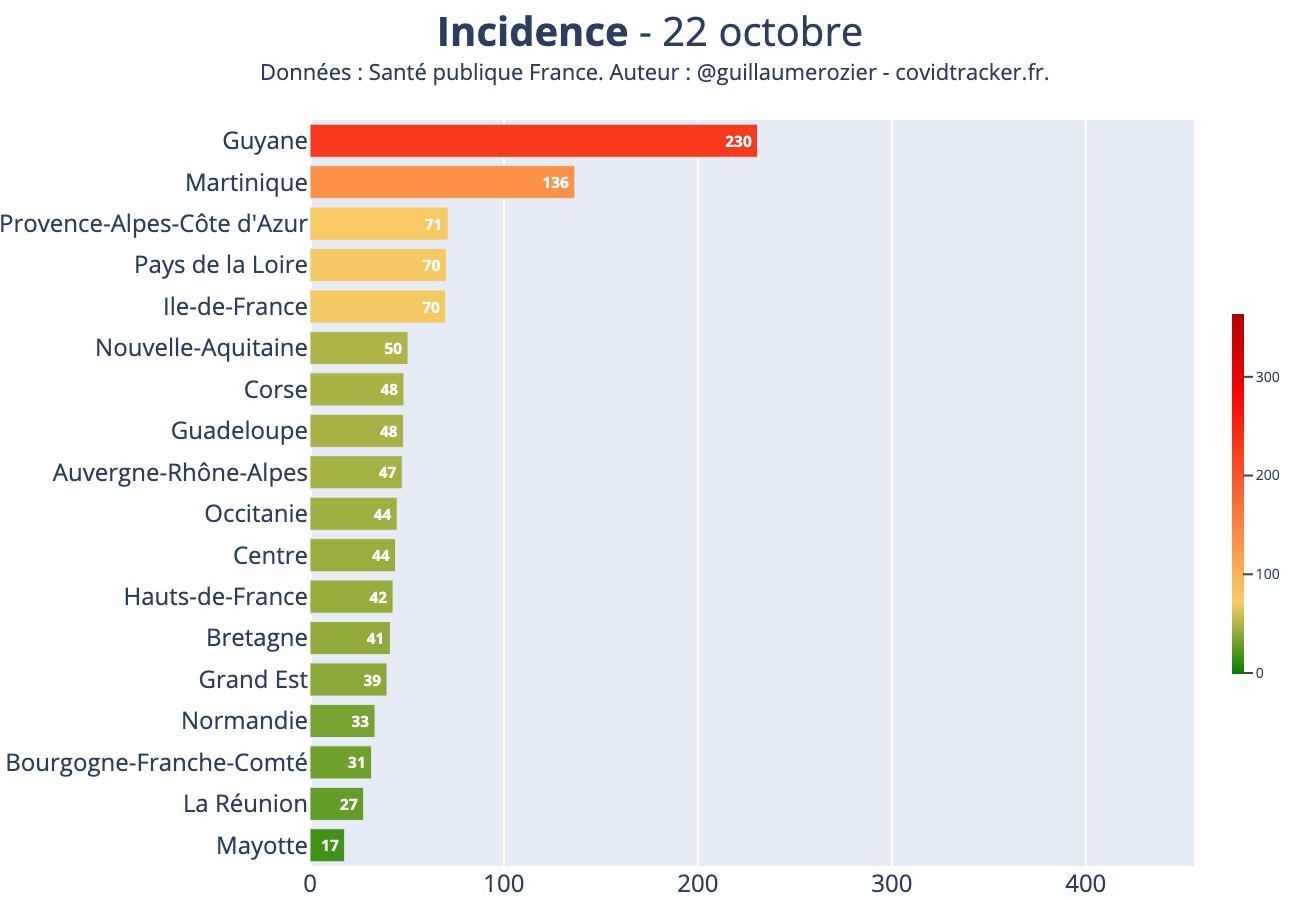 Incidence - 22 octobre
Données : Santé publique France. Auteur : @guillaumerozier - covidtracker.fr.
Guyane 230
Martinique 136
Provence-Alpes-Côte d'Azur 71
Pays de la Loire 70
Ile-de-France 70
Nouvelle-Aquitaine 50
Corse 48
Guadeloupe 48
Auvergne-Rhône-Alpes 47
Occitanie 44
Centre 44
Hauts-de-France 42
Bretagne 41
Grand Est 39
Normandie 33
Bourgogne-Franche-Comté 31
La Réunion 27
Mayotte 17
0 100 200 300 400
300
200
100
0